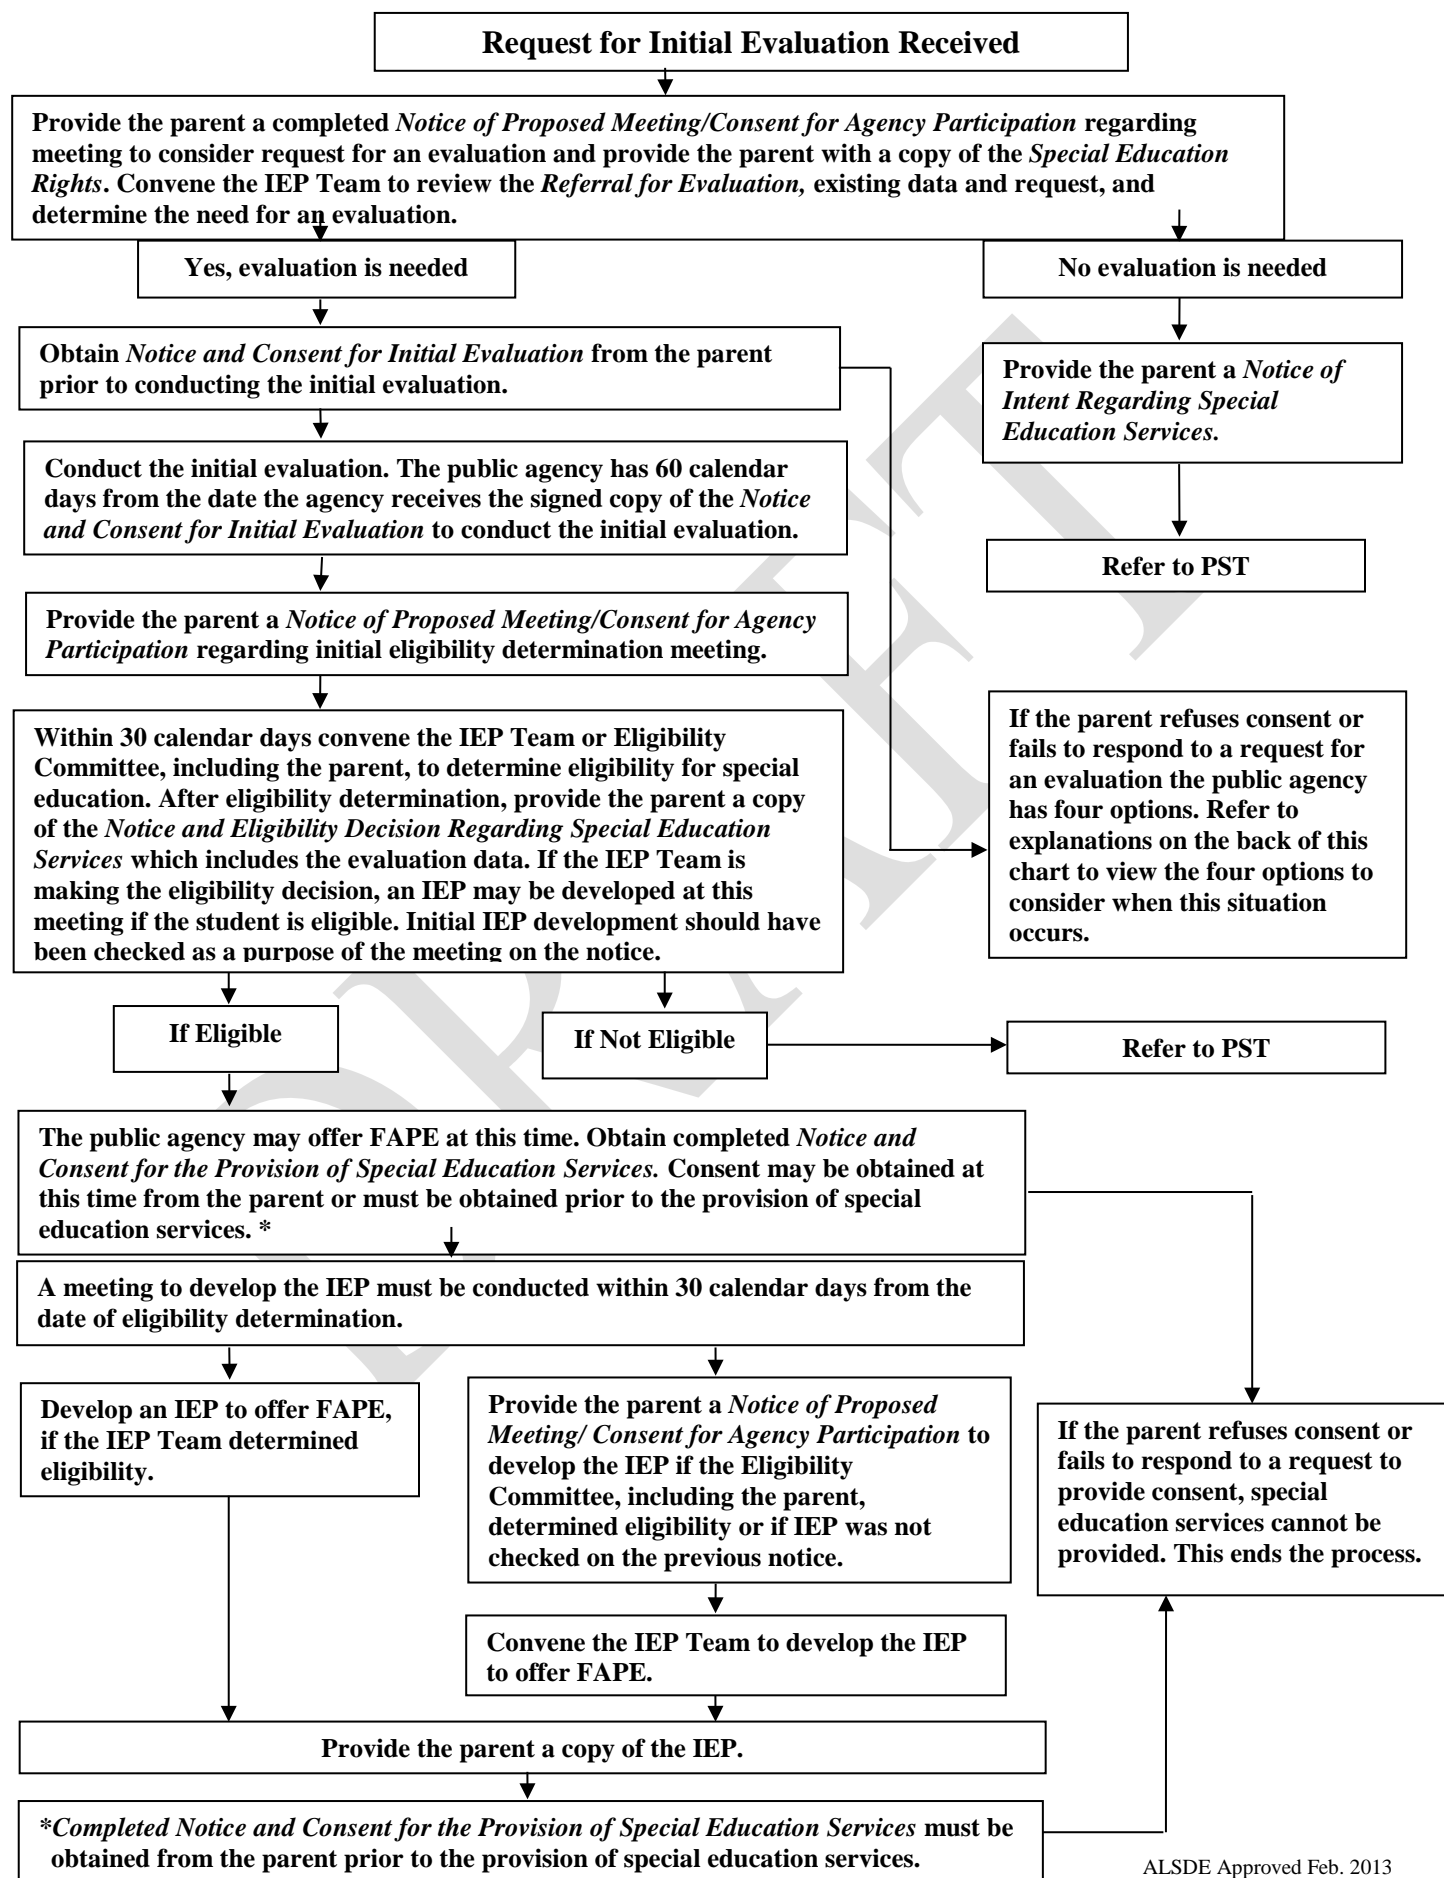 Request for Initial Evaluation Received
Provide the parent a completed Notice of Proposed Meeting/Consent for Agency Participation regarding
meeting to consider request for an evaluation and provide the parent with a copy of the Special Education
Rights. Convene the IEP Team to review the Referral for Evaluation, existing data and request, and
determine the need for an evaluation.
Yes, evaluation is needed
No evaluation is needed
Obtain Notice and Consent for Initial Evaluation from the parent
prior to conducting the initial evaluation.
Provide the parent a Notice of
Intent Regarding Special
Education Services.
Conduct the initial evaluation. The public agency has 60 calendar
days from the date the agency receives the signed copy of the Notice
and Consent for Initial Evaluation to conduct the initial evaluation.
Refer to PST
Provide the parent a Notice of Proposed Meeting/Consent for Agency
Participation regarding initial eligibility determination meeting.
Within 30 calendar days convene the IEP Team or Eligibility
Committee, including the parent, to determine eligibility for special
education. After eligibility determination, provide the parent a copy
of the Notice and Eligibility Decision Regarding Special Education
Services which includes the evaluation data. If the IEP Team is
making the eligibility decision, an IEP may be developed at this
meeting if the student is eligible. Initial IEP development should have
been checked as a purpose of the meeting on the notice.
If the parent refuses consent or
fails to respond to a request for
an evaluation the public agency
has four options. Refer to
explanations on the back of this
chart to view the four options to
consider when this situation
occurs.
If Eligible
If Not Eligible
Refer to PST
The public agency may offer FAPE at this time. Obtain completed Notice and
Consent for the Provision of Special Education Services. Consent may be obtained at
this time from the parent or must be obtained prior to the provision of special
education services. *
A meeting to develop the IEP must be conducted within 30 calendar days from the
date of eligibility determination.
Develop an IEP to offer FAPE,
if the IEP Team determined
eligibility.
Provide the parent a Notice of Proposed
Meeting/ Consent for Agency Participation to
develop the IEP if the Eligibility
Committee, including the parent,
determined eligibility or if IEP was not
checked on the previous notice.
If the parent refuses consent or
fails to respond to a request to
provide consent, special
education services cannot be
provided. This ends the process.
Convene the IEP Team to develop the IEP
to offer FAPE.
Provide the parent a copy of the IEP.
*Completed Notice and Consent for the Provision of Special Education Services must be
obtained from the parent prior to the provision of special education services.
ALSDE Approved Feb. 2013
DRAFT